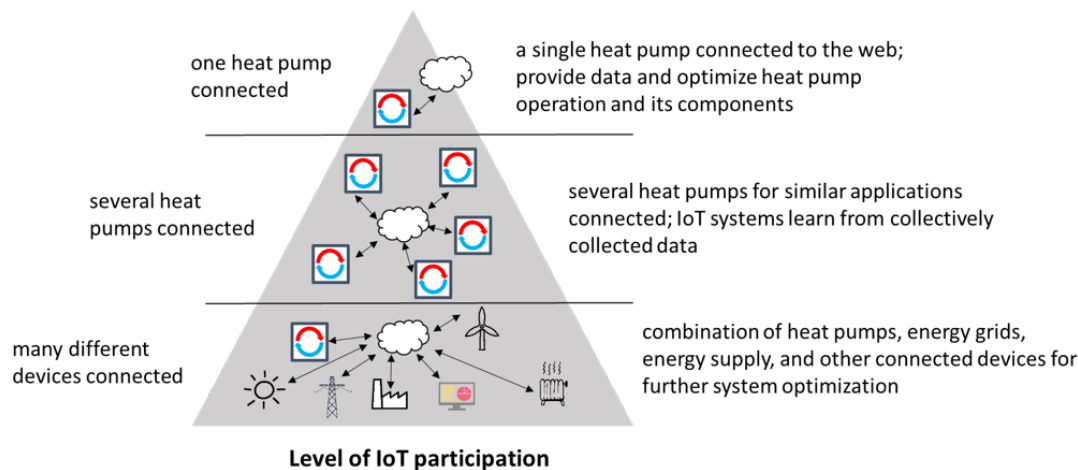 one heat pump
connected
a single heat pump connected to the web;
provide data and optimize heat pump
operation and its components
several heat
pumps connected
several heat pumps for similar applications
connected; IoT systems learn from collectively
collected data
many different
devices connected
combination of heat pumps, energy grids,
energy supply, and other connected devices for
further system optimization
Level of IoT participation